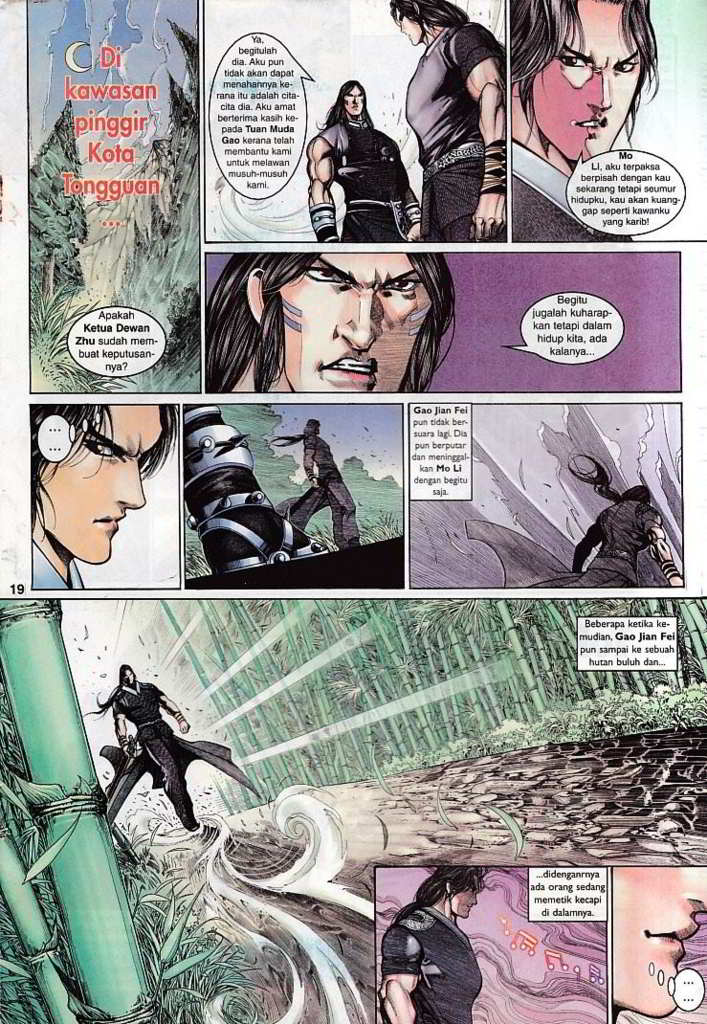 Di
kawasan
pinggir
Kota
Tongguan
...
Apakah
Ketua Dewan
Zhu sudah mem-
buat keputusan-
nya?
Ya,
begitulah
dia. Aku pun
tidak akan dapat
menahannya ke-
rana itu adalah cita-
cita dia. Aku amat
berterima kasih ke-
pada Tuan Muda
Gao kerana telah
membantu kami
untuk melawan
musuh-musuh
kami.
Mo
Li, aku terpaksa
berpisah dengan kau
sekarang tetapi seumur
hidupku, kau akan kuang-
gap seperti kawanku
yang karib!
Begitu
jugalah kuharap-
kan tetapi dalam
hidup kita, ada
kalanya...
...
...
Gao Jian Fei
pun tidak ber-
suara lagi. Dia
pun berputar
dan meninggal-
kan Mo Li
dengan begitu
saja.
19
Beberapa ketika ke-
mudian, Gao Jian Fei
pun sampai ke sebuah
hutan buluh dan...
...didengarnya
ada orang sedang
memetik kecapi
di dalamnya.
...
...